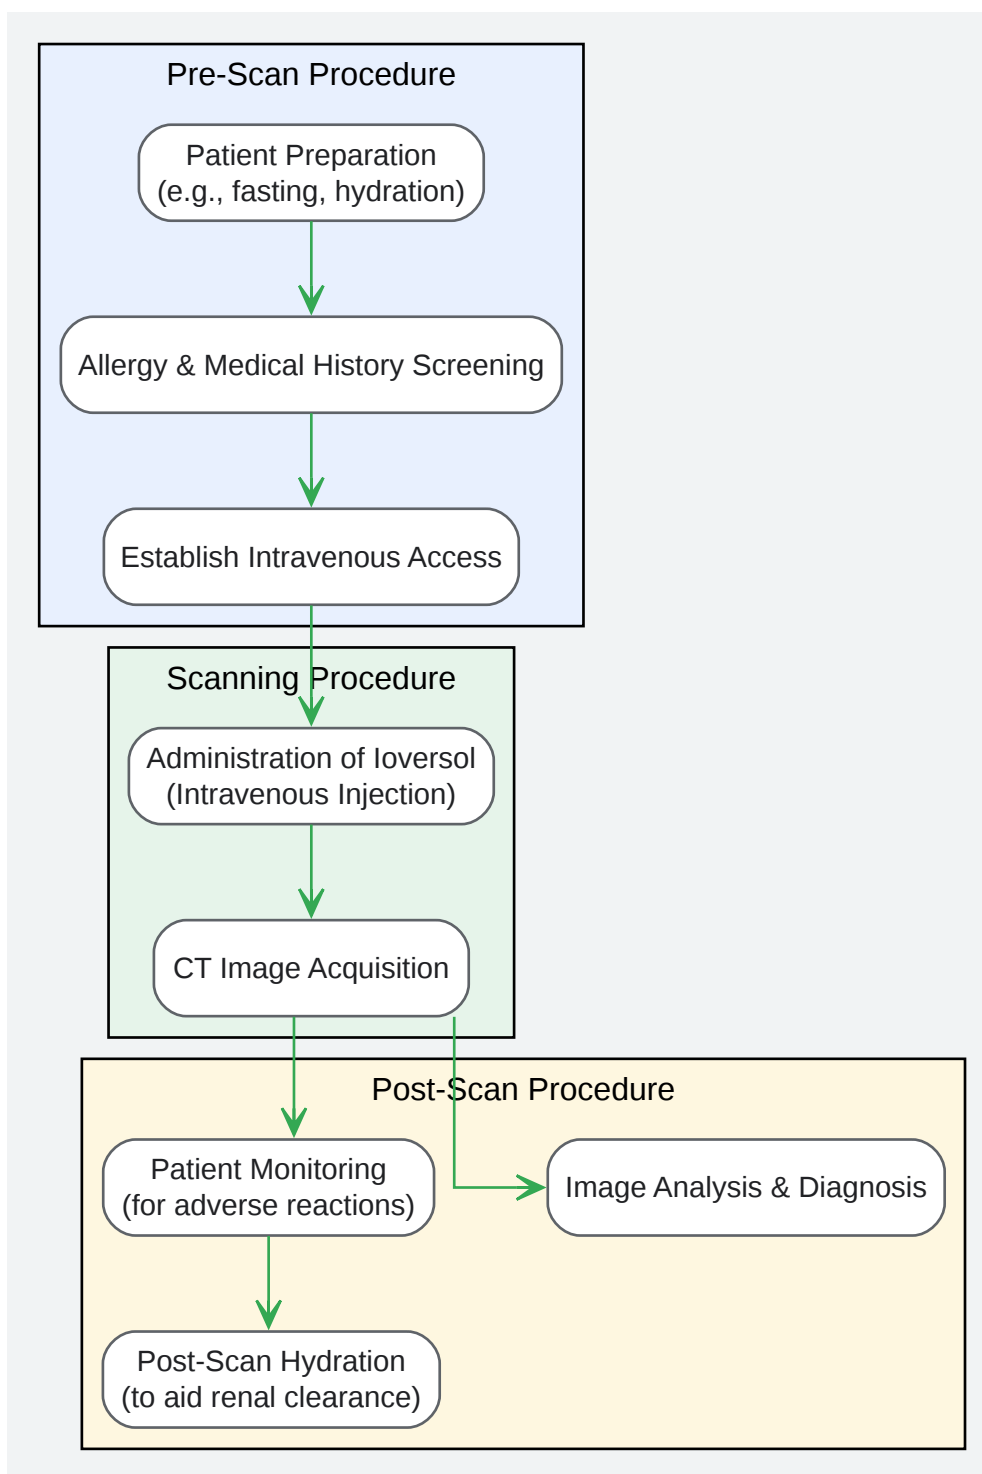 Pre-Scan Procedure
Patient Preparation
(e.g., fasting, hydration)
Allergy & Medical History Screening
Establish Intravenous Access
Scanning Procedure
Administration of Ioversol
(Intravenous Injection)
CT Image Acquisition
Post-Scan Procedure
Patient Monitoring
(for adverse reactions)
Image Analysis & Diagnosis
Post-Scan Hydration
(to aid renal clearance)